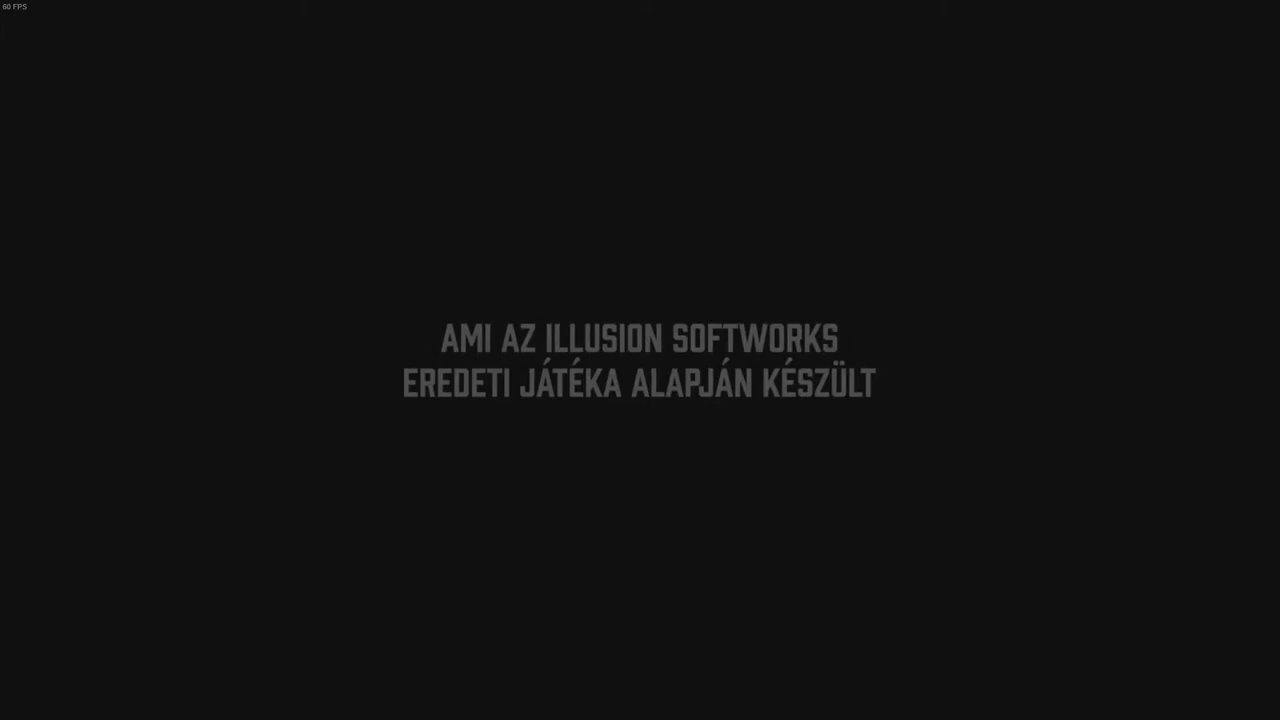 60 FPS
AMI AZ ILLUSION SOFTWORKS
EREDETI JÁTÉKA ALAPJÁN KÉSZÜLT